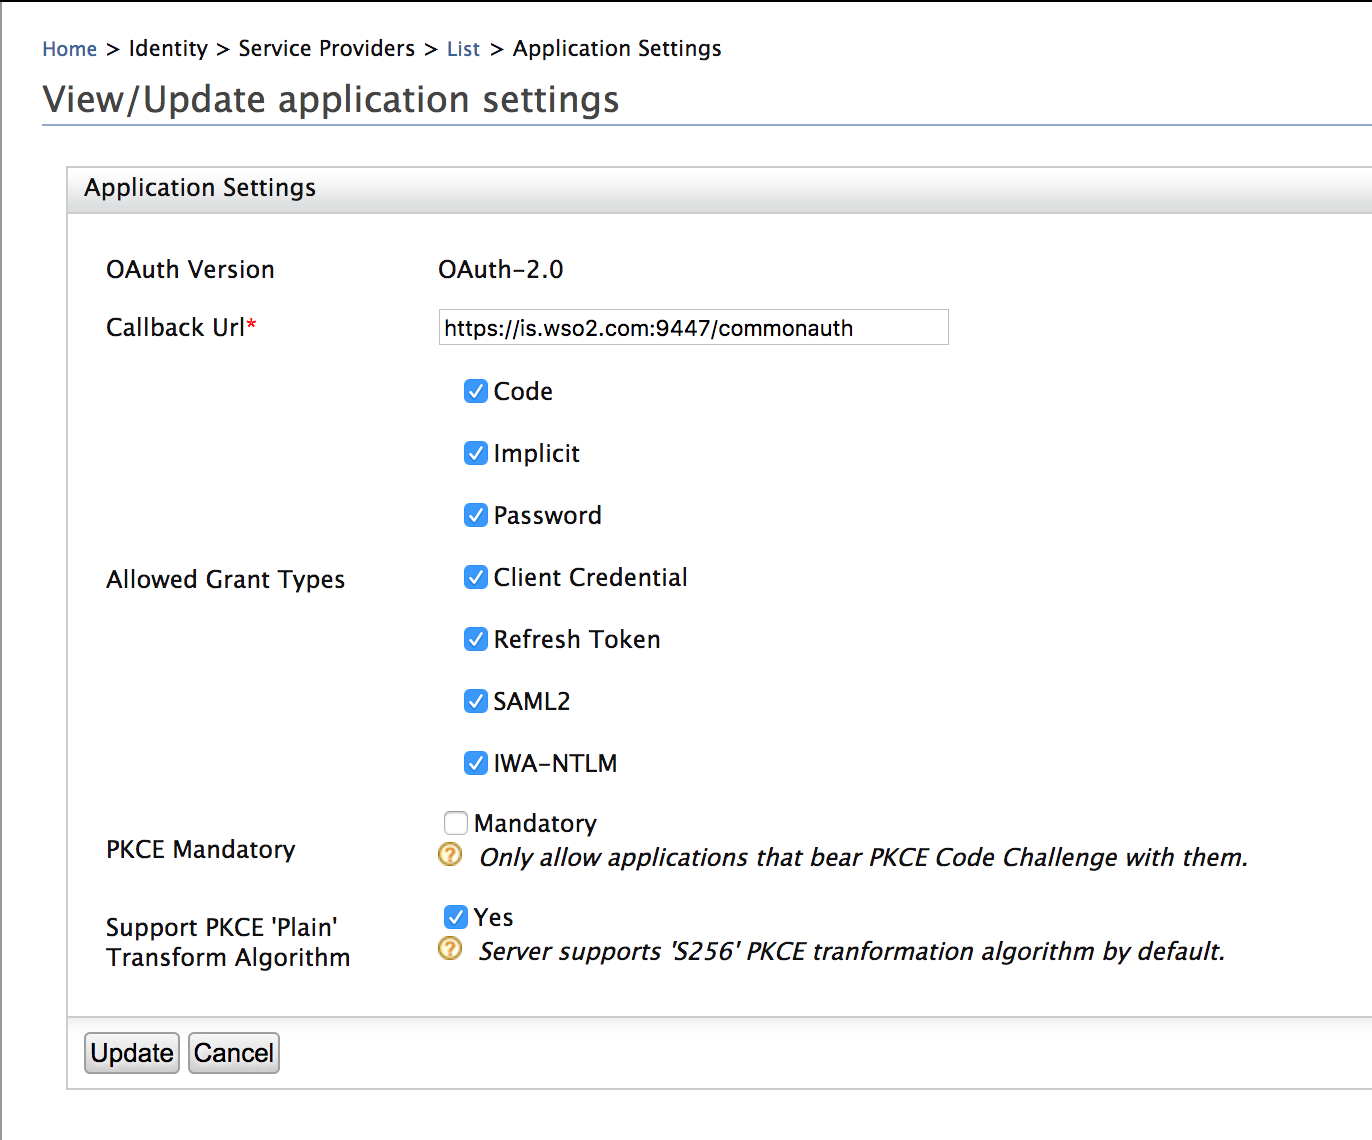 Home > Identity > Service Providers > List > Application Settings
View/Update application settings
Application Settings
OAuth Version OAuth-2.0
Callback Url* https://is.wso2.com:9447/commonauth
Allowed Grant Types
Code
Implicit
Password
Client Credential
Refresh Token
SAML2
IWA-NTLM
PKCE Mandatory
Mandatory
? Only allow applications that bear PKCE Code Challenge with them.
Support PKCE 'Plain'
Transform Algorithm
Yes
? Server supports 'S256' PKCE tranformation algorithm by default.
Update Cancel